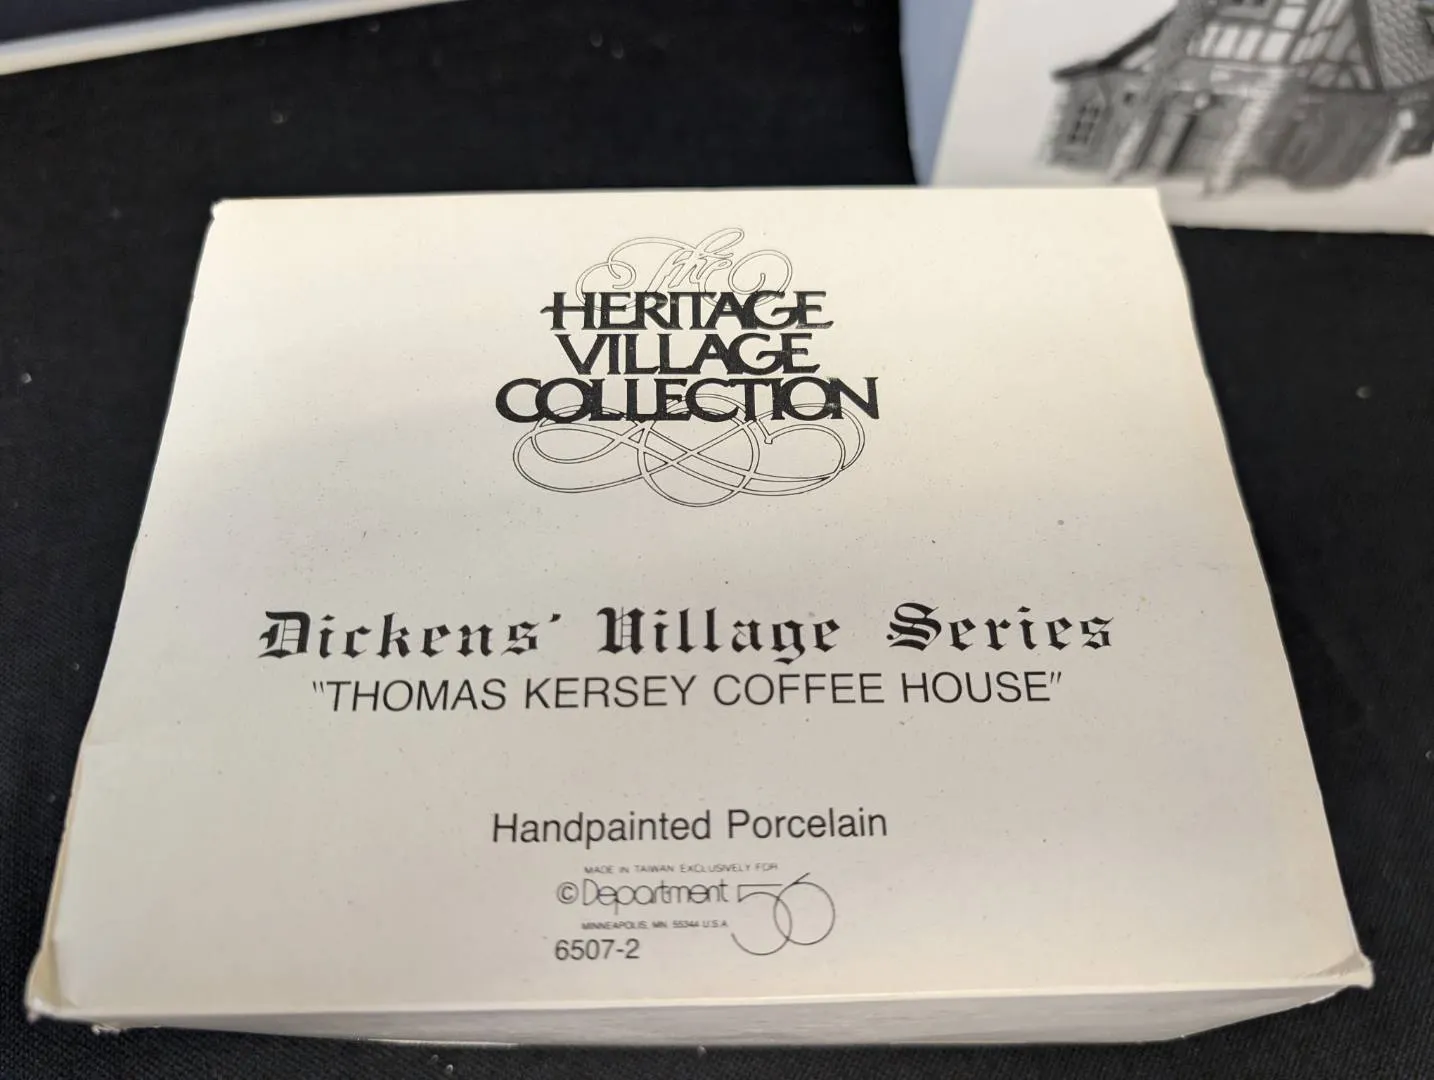 The
HERITAGE
VILLAGE
COLLECTION
Dickens' Village Series
"THOMAS KERSEY COFFEE HOUSE"
Handpainted Porcelain
MADE IN TAIWAN EXCLUSIVELY FOR
©Department 56
MINNEAPOLIS, MN 55344 U.S.A
6507-2